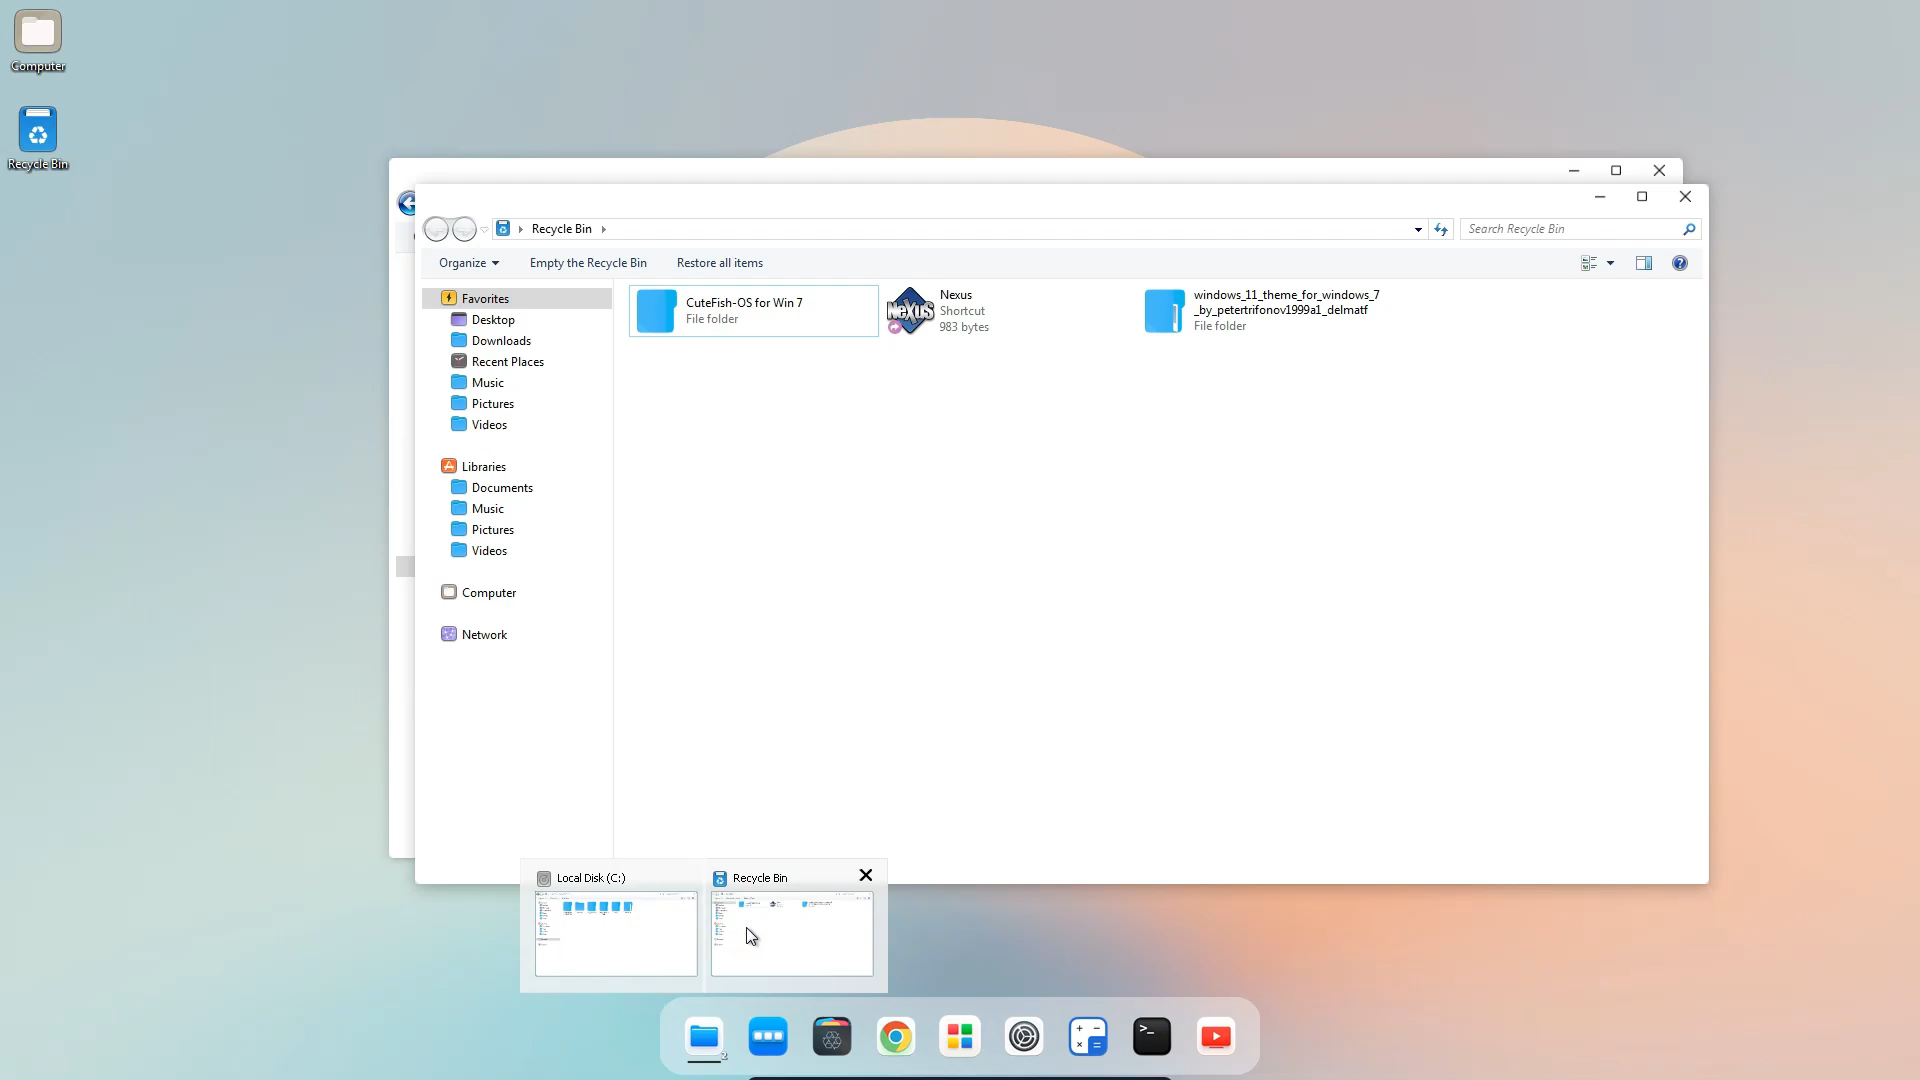 Computer
Recycle Bin
Recycle Bin
Search Recycle Bin
Organize
Empty the Recycle Bin
Restore all items
Favorites
Desktop
Downloads
Recent Places
Music
Pictures
Videos
Libraries
Documents
Music
Pictures
Videos
Computer
Network
CuteFish-OS for Win 7
File folder
NeXuS
Nexus
Shortcut
983 bytes
windows_11_theme_for_windows_7
_by_petertrifonov1999a1_delmatf
File folder
Local Disk (C:)
Recycle Bin
2